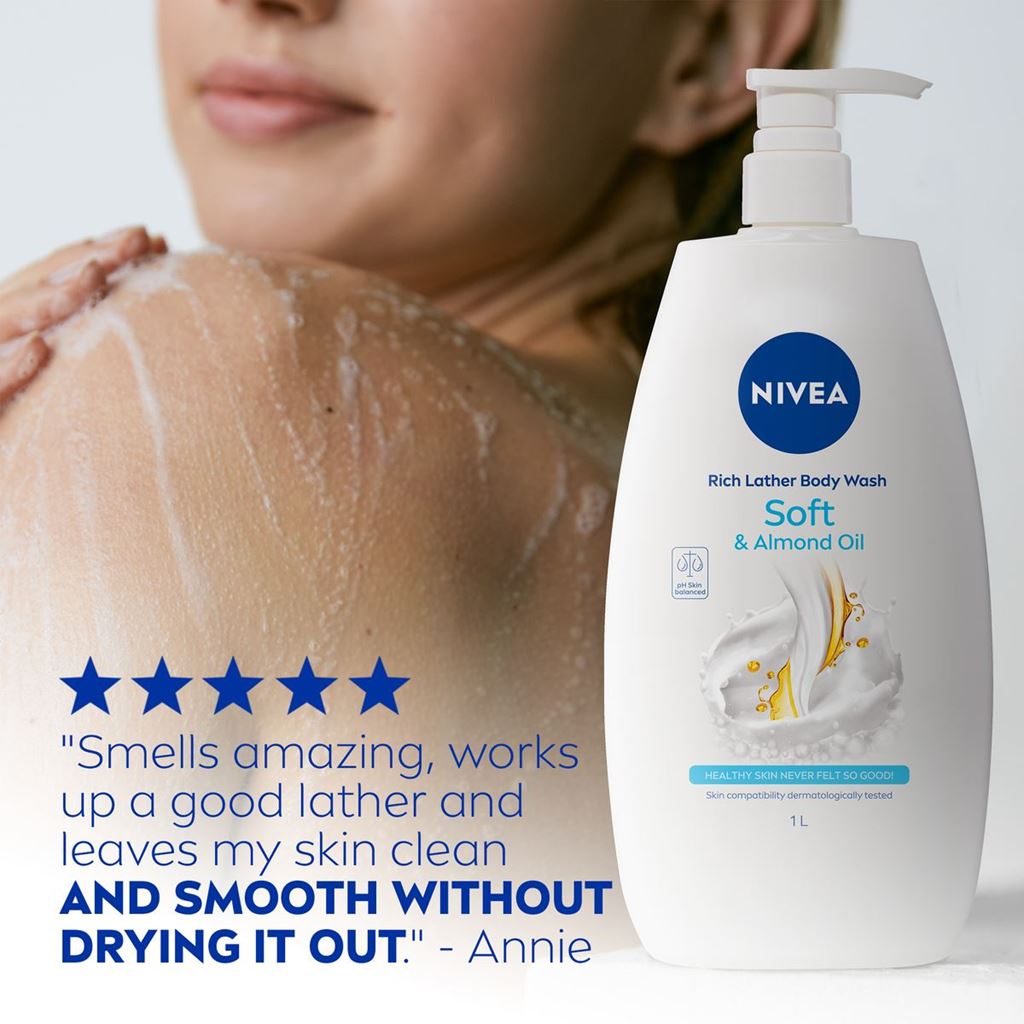 NIVEA
Rich Lather Body Wash
Soft
& Almond Oil
pH Skin
balanced
HEALTHY SKIN NEVER FELT SO GOOD!
Skin compatibility dermatologically tested
1 L
"Smells amazing, works
up a good lather and
leaves my skin clean
AND SMOOTH WITHOUT
DRYING IT OUT." - Annie